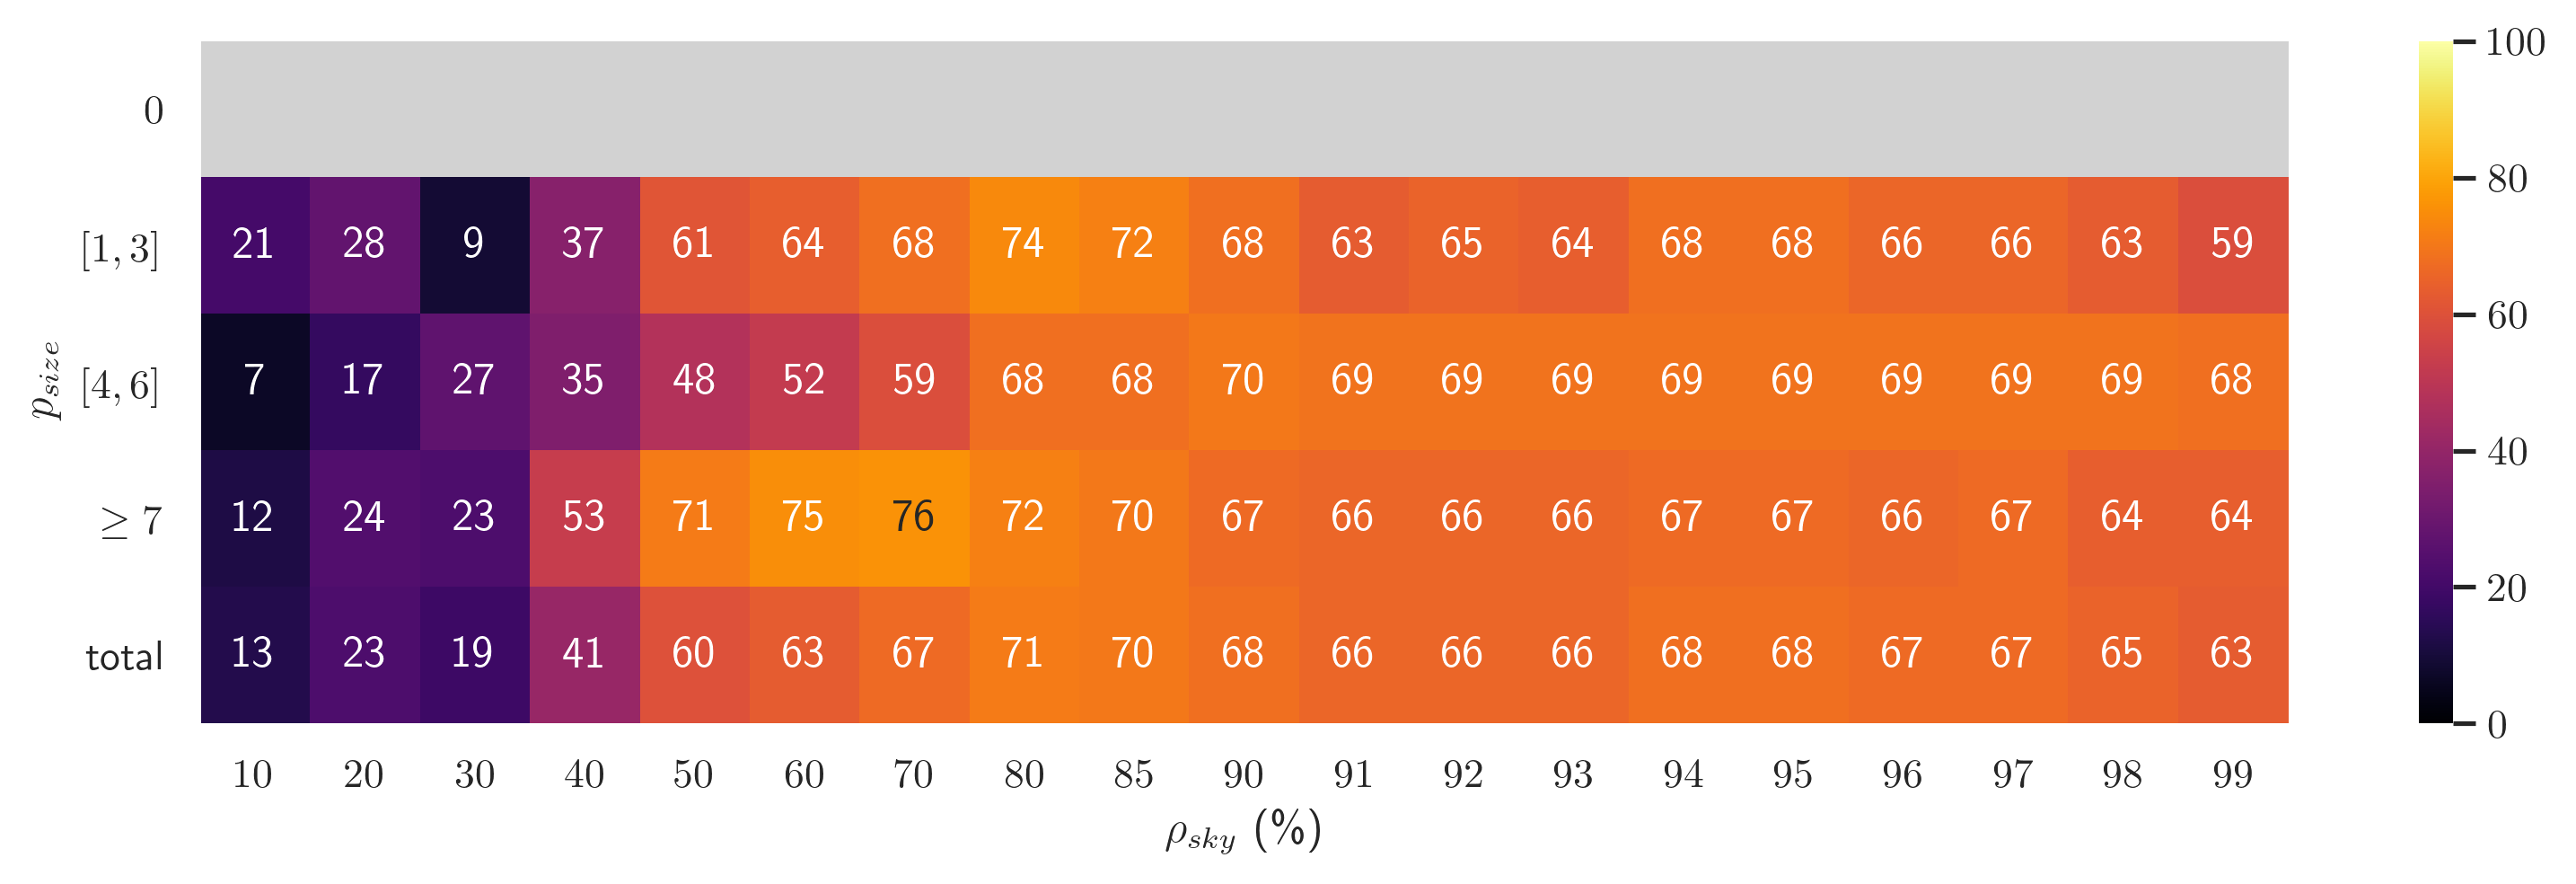 0
[1, 3] 21 28 9 37 61 64 68 74 72 68 63 65 64 68 68 66 66 63 59
[4, 6] 7 17 27 35 48 52 59 68 68 70 69 69 69 69 69 69 69 69 68
≥ 7 12 24 23 53 71 75 76 72 70 67 66 66 66 67 67 66 67 64 64
total 13 23 19 41 60 63 67 71 70 68 66 66 66 68 68 67 67 65 63
10 20 30 40 50 60 70 80 85 90 91 92 93 94 95 96 97 98 99
ρ_sky (%)
p_size
100
80
60
40
20
0